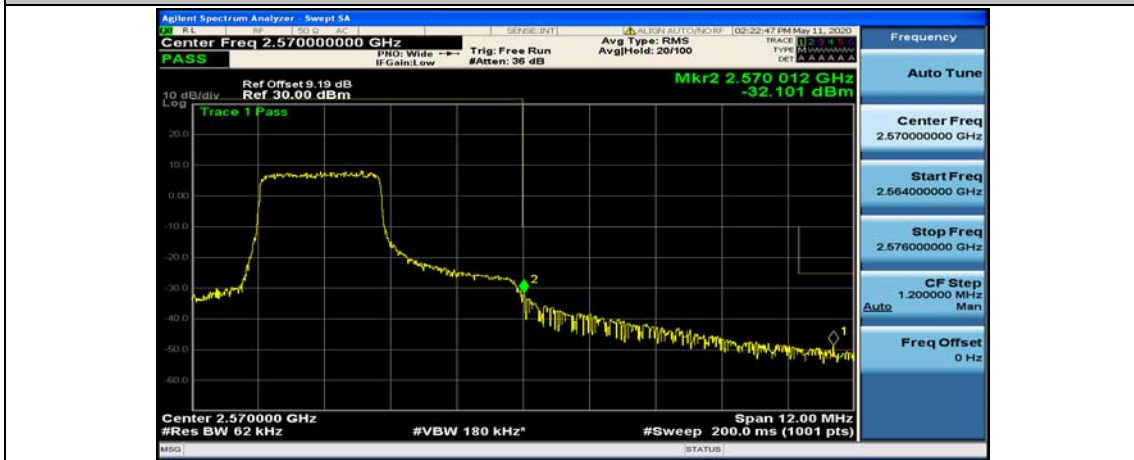 Agilent Spectrum Analyzer - Swept SA
RL RF 50 Ω AC SENSE:INT ALIGN AUTO/NO RF 02:22:47 PM May 11, 2020
Center Freq 2.570000000 GHz
PASS
PNO: Wide
IFGain:Low
Trig: Free Run
#Atten: 36 dB
Avg Type: RMS
Avg|Hold: 20/100
TRACE 1 2 3 4 5 6
TYPE M
DET A A A A A A
Ref Offset 9.19 dB
10 dB/div Ref 30.00 dBm
Log
Mkr2 2.570 012 GHz
-32.101 dBm
Trace 1 Pass
20.0
10.0
0.00
-10.0
-20.0
-30.0
-40.0
-50.0
-60.0
2
1
Center 2.570000 GHz Span 12.00 MHz
#Res BW 62 kHz #VBW 180 kHz* #Sweep 200.0 ms (1001 pts)
MSG STATUS
Frequency
Auto Tune
Center Freq
2.570000000 GHz
Start Freq
2.564000000 GHz
Stop Freq
2.576000000 GHz
CF Step
1.200000 MHz
Auto Man
Freq Offset
0 Hz